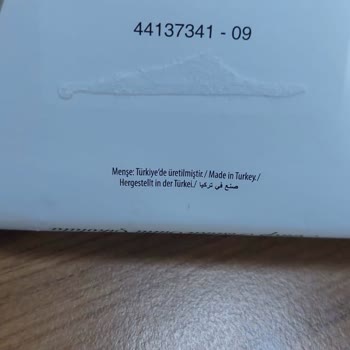 44137341 - 09
Menşe: Türkiye'de üretilmiştir. / Made in Turkey. /
Hergestellt in der Türkei. / صنع في تركيا